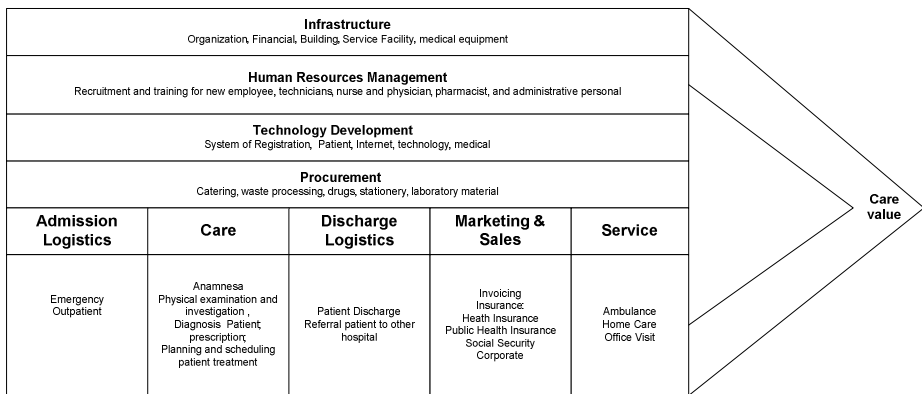 Infrastructure
Organization, Financial, Building, Service Facility, medical equipment
Human Resources Management
Recruitment and training for new employee, technicians, nurse and physician, pharmacist, and administrative personal
Technology Development
System of Registration, Patient, Internet, technology, medical
Procurement
Catering, waste processing, drugs, stationery, laboratory material
Admission
Logistics
Care
Discharge
Logistics
Marketing &
Sales
Service
Emergency
Outpatient
Anamnesa
Physical examination and
investigation ,
Diagnosis Patient;
prescription;
Planning and scheduling
patient treatment
Patient Discharge
Referral patient to other
hospital
Invoicing
Insurance:
Heath Insurance
Public Health Insurance
Social Security
Corporate
Ambulance
Home Care
Office Visit
Care
value